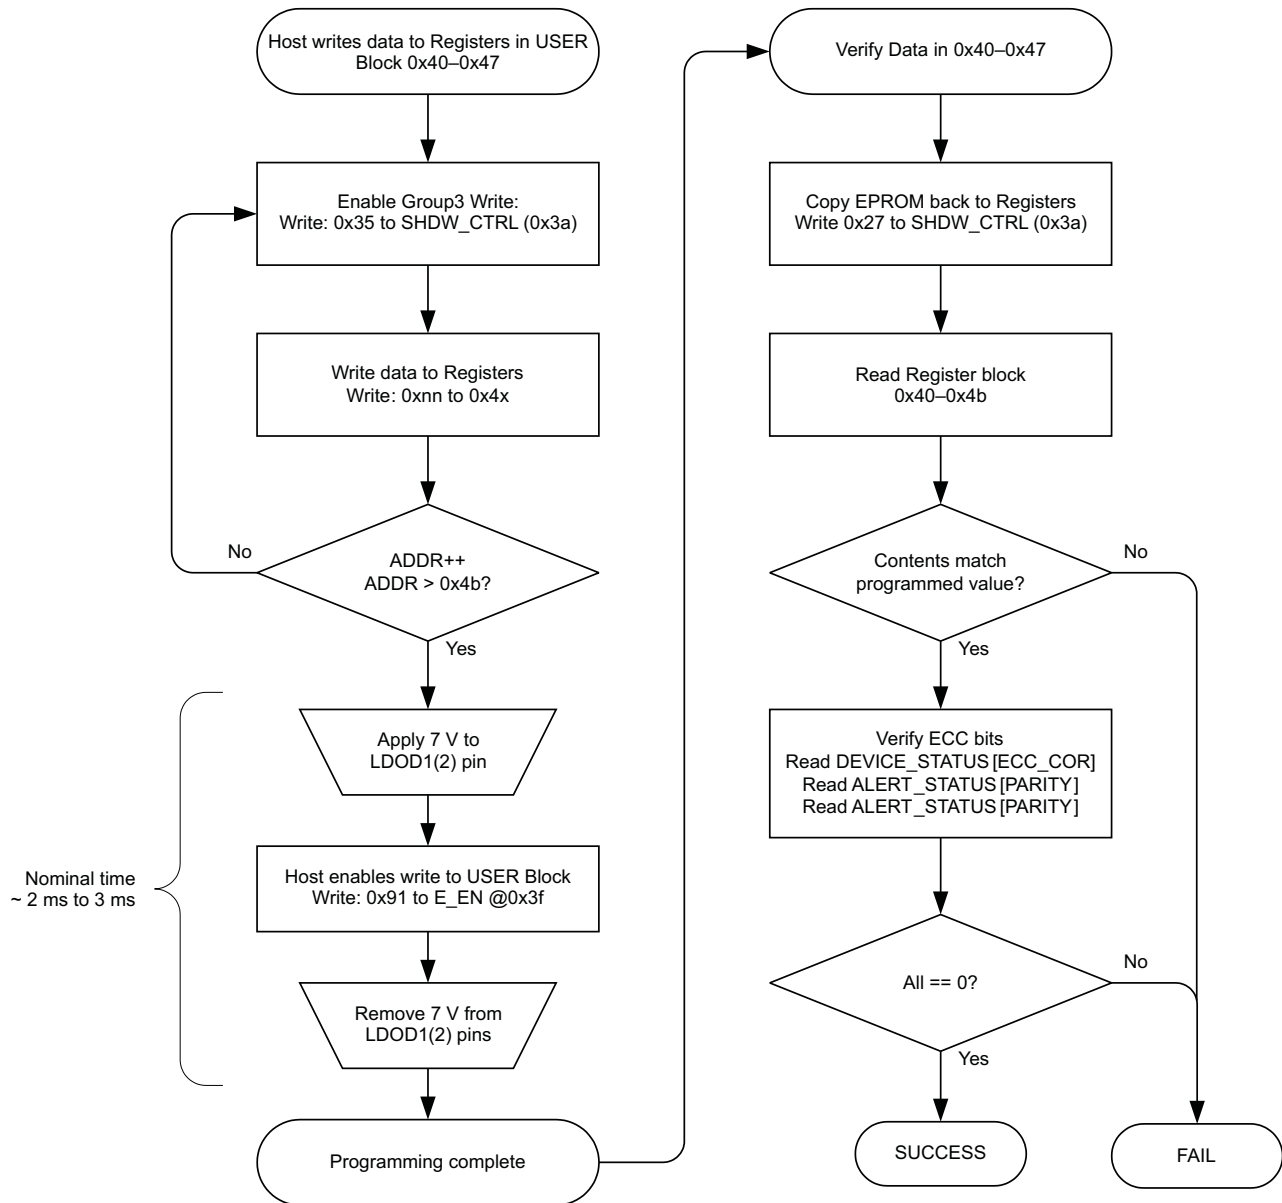 Host writes data to Registers in USER
Block 0x40–0x47
Enable Group3 Write:
Write: 0x35 to SHDW_CTRL (0x3a)
Write data to Registers
Write: 0xnn to 0x4x
No
ADDR++
ADDR > 0x4b?
Yes
Apply 7 V to
LDOD1(2) pin
Nominal time
~ 2 ms to 3 ms
Host enables write to USER Block
Write: 0x91 to E_EN @0x3f
Remove 7 V from
LDOD1(2) pins
Programming complete
Verify Data in 0x40–0x47
Copy EPROM back to Registers
Write 0x27 to SHDW_CTRL (0x3a)
Read Register block
0x40–0x4b
Contents match
programmed value?
No
Yes
Verify ECC bits
Read DEVICE_STATUS [ECC_COR]
Read ALERT_STATUS [PARITY]
Read ALERT_STATUS [PARITY]
All == 0?
No
Yes
SUCCESS
FAIL